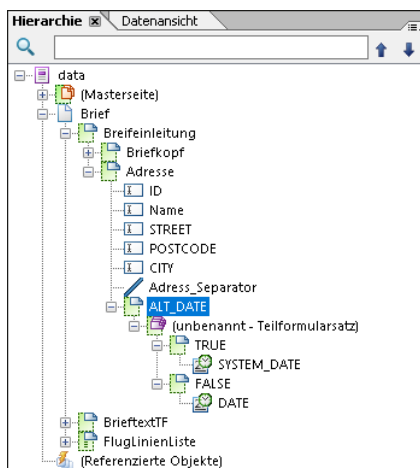 Hierarchie Datenansicht
data
(Masterseite)
Brief
Breifeinleitung
Briefkopf
Adresse
ID
Name
STREET
POSTCODE
CITY
Adress_Separator
ALT_DATE
(unbenannt - Teilformularsatz)
TRUE
SYSTEM_DATE
FALSE
DATE
BrieftextTF
FlugLinienListe
(Referenzierte Objekte)